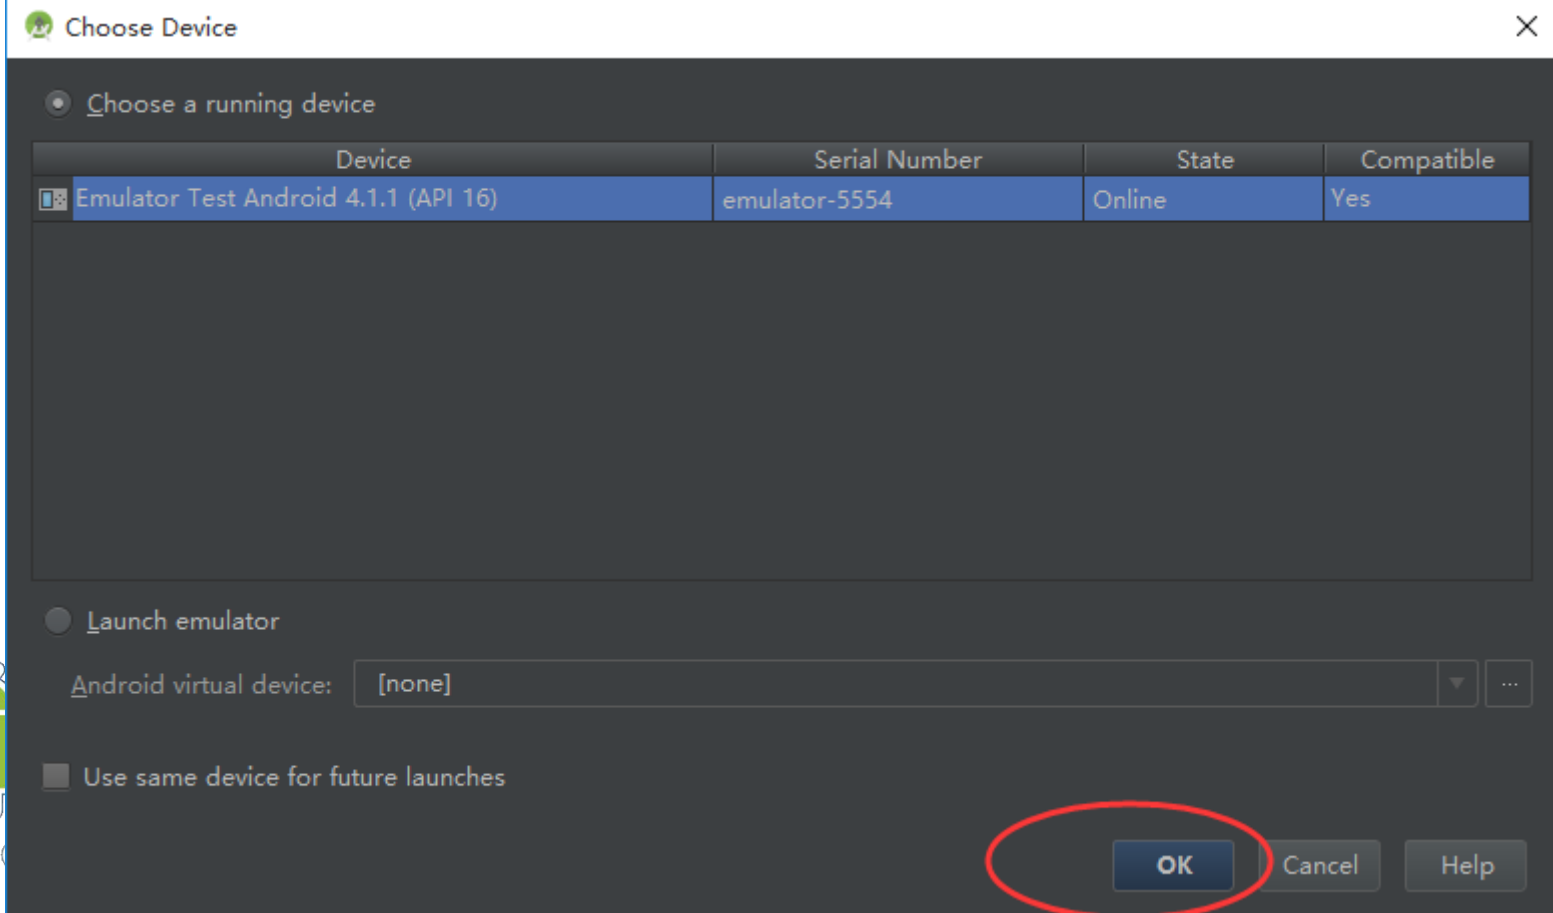 Choose Device
Choose a running device
Device Serial Number State Compatible
Emulator Test Android 4.1.1 (API 16) emulator-5554 Online Yes
Launch emulator
Android virtual device: [none] ...
Use same device for future launches
OK Cancel Help